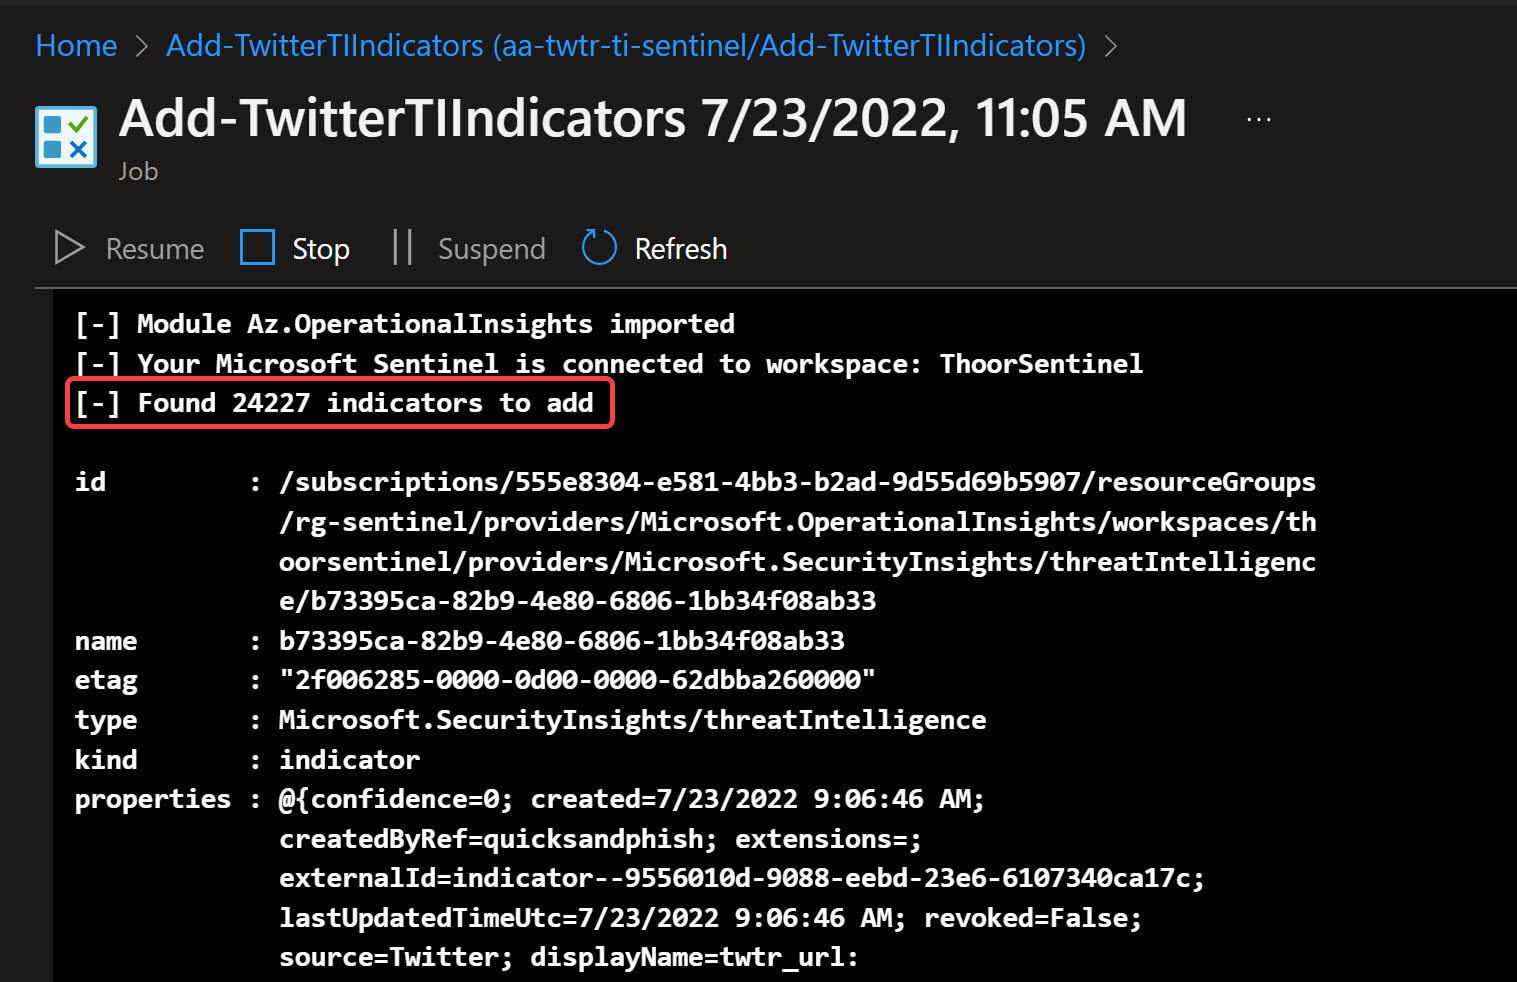 Home > Add-TwitterTIIndicators (aa-twtr-ti-sentinel/Add-TwitterTIIndicators) >
Add-TwitterTIIndicators 7/23/2022, 11:05 AM ...
Job
Resume Stop Suspend Refresh
[-] Module Az.OperationalInsights imported
[-] Your Microsoft Sentinel is connected to workspace: ThoorSentinel
[-] Found 24227 indicators to add
id : /subscriptions/555e8304-e581-4bb3-b2ad-9d55d69b5907/resourceGroups
/rg-sentinel/providers/Microsoft.OperationalInsights/workspaces/th
oorsentinel/providers/Microsoft.SecurityInsights/threatIntelligenc
e/b73395ca-82b9-4e80-6806-1bb34f08ab33
name : b73395ca-82b9-4e80-6806-1bb34f08ab33
etag : "2f006285-0000-0d00-0000-62dbba260000"
type : Microsoft.SecurityInsights/threatIntelligence
kind : indicator
properties : @{confidence=0; created=7/23/2022 9:06:46 AM;
createdByRef=quicksandphish; extensions=;
externalId=indicator--9556010d-9088-eebd-23e6-6107340ca17c;
lastUpdatedTimeUtc=7/23/2022 9:06:46 AM; revoked=False;
source=Twitter; displayName=twtr_url: